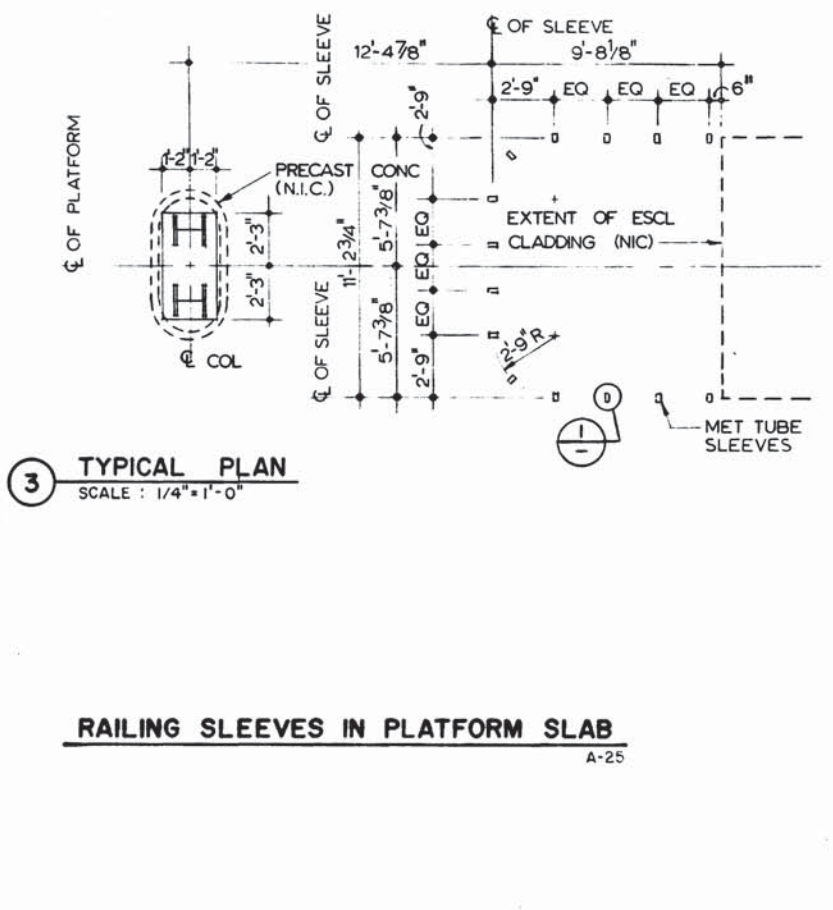 ℄ OF SLEEVE
12'-4 7/8"
9'-8 1/8"
2'-9"
EQ
EQ
EQ
6"
℄ OF SLEEVE
2'-9"
℄ OF PLATFORM
1'-2"
1'-2"
PRECAST CONC
(N.I.C.)
2'-3"
2'-3"
11'-2 3/4"
5'-7 3/8"
5'-7 3/8"
EQ
EQ
EQ
2'-9"
EXTENT OF ESCL
CLADDING (NIC)
2'-9" R
℄ OF SLEEVE
℄ COL
D
1
–
MET TUBE
SLEEVES
3
TYPICAL PLAN
SCALE : 1/4"=1'-0"
RAILING SLEEVES IN PLATFORM SLAB
A-25